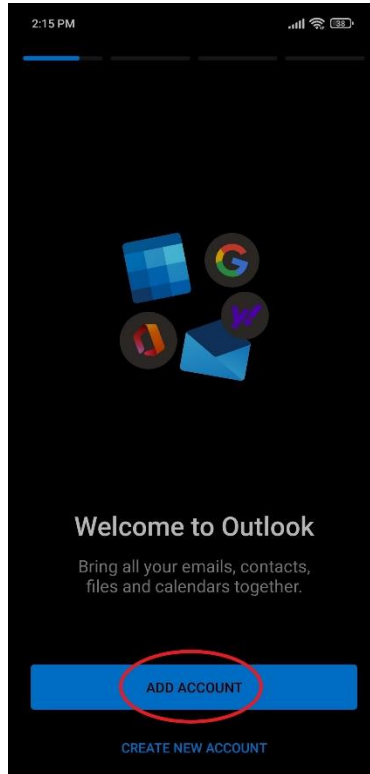 2:15 PM 38
Welcome to Outlook
Bring all your emails, contacts,
files and calendars together.
ADD ACCOUNT
CREATE NEW ACCOUNT